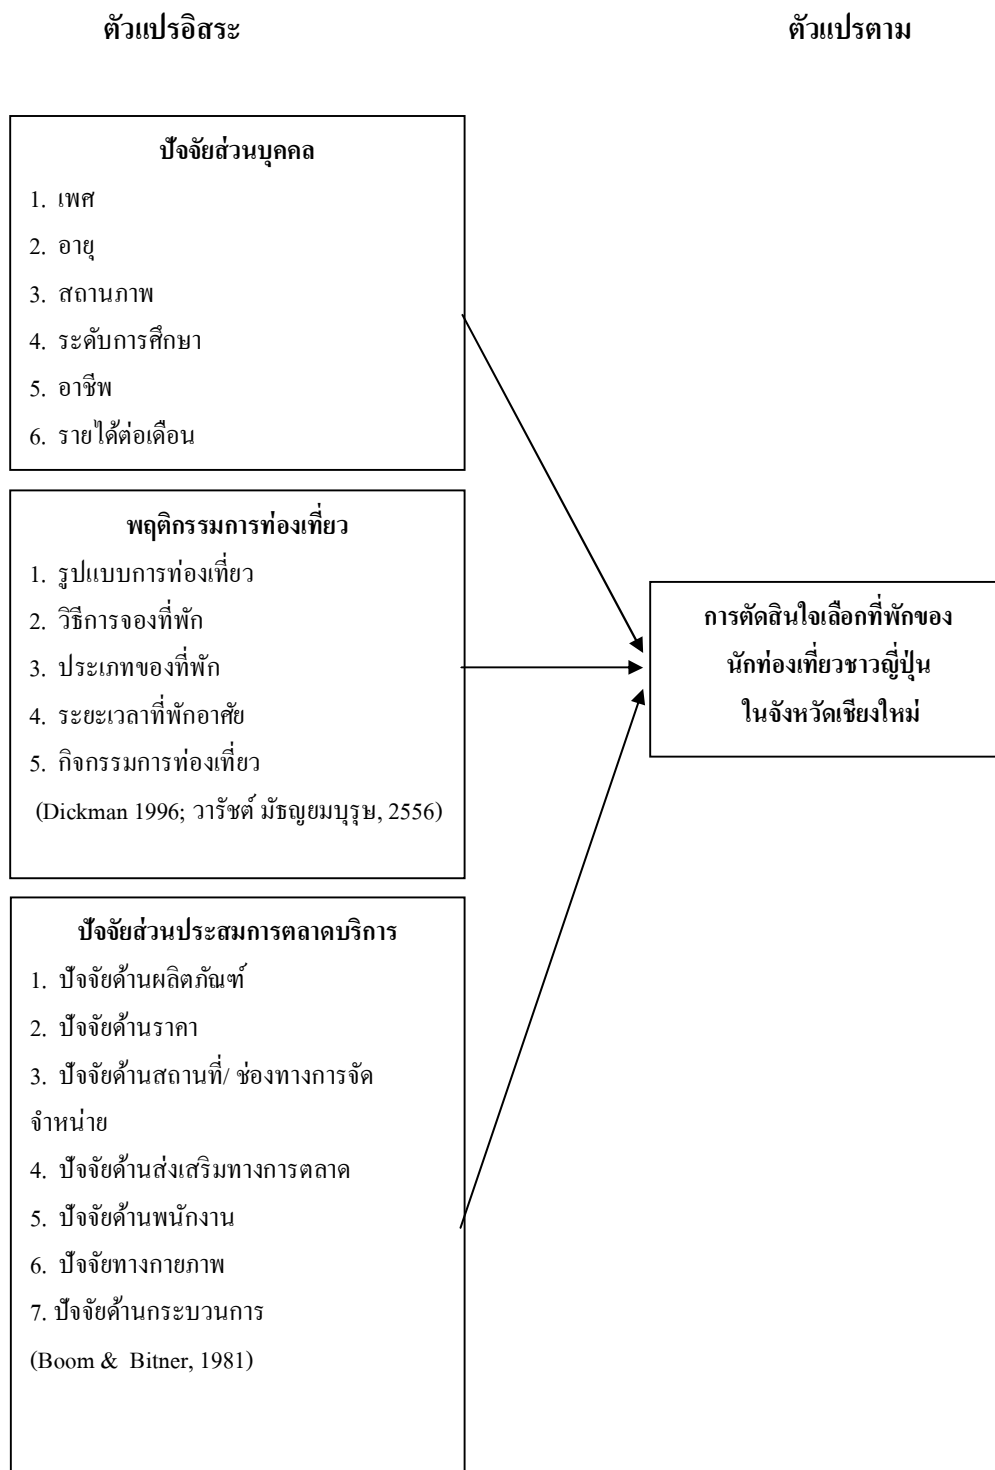 ตัวแปรอิสระ
ตัวแปรตาม
ปัจจัยส่วนบุคคล
1. เพศ
2. อายุ
3. สถานภาพ
4. ระดับการศึกษา
5. อาชีพ
6. รายได้ต่อเดือน
พฤติกรรมการท่องเที่ยว
1. รูปแบบการท่องเที่ยว
2. วิธีการจองที่พัก
3. ประเภทของที่พัก
4. ระยะเวลาที่พักอาศัย
5. กิจกรรมการท่องเที่ยว
(Dickman 1996; วารัชต์ มัธญยมบุรุษ, 2556)
ปัจจัยส่วนประสมการตลาดบริการ
1. ปัจจัยด้านผลิตภัณฑ์
2. ปัจจัยด้านราคา
3. ปัจจัยด้านสถานที่/ ช่องทางการจัด
จำหน่าย
4. ปัจจัยด้านส่งเสริมทางการตลาด
5. ปัจจัยด้านพนักงาน
6. ปัจจัยทางกายภาพ
7. ปัจจัยด้านกระบวนการ
(Boom & Bitner, 1981)
การตัดสินใจเลือกที่พักของ
นักท่องเที่ยวชาวญี่ปุ่น
ในจังหวัดเชียงใหม่